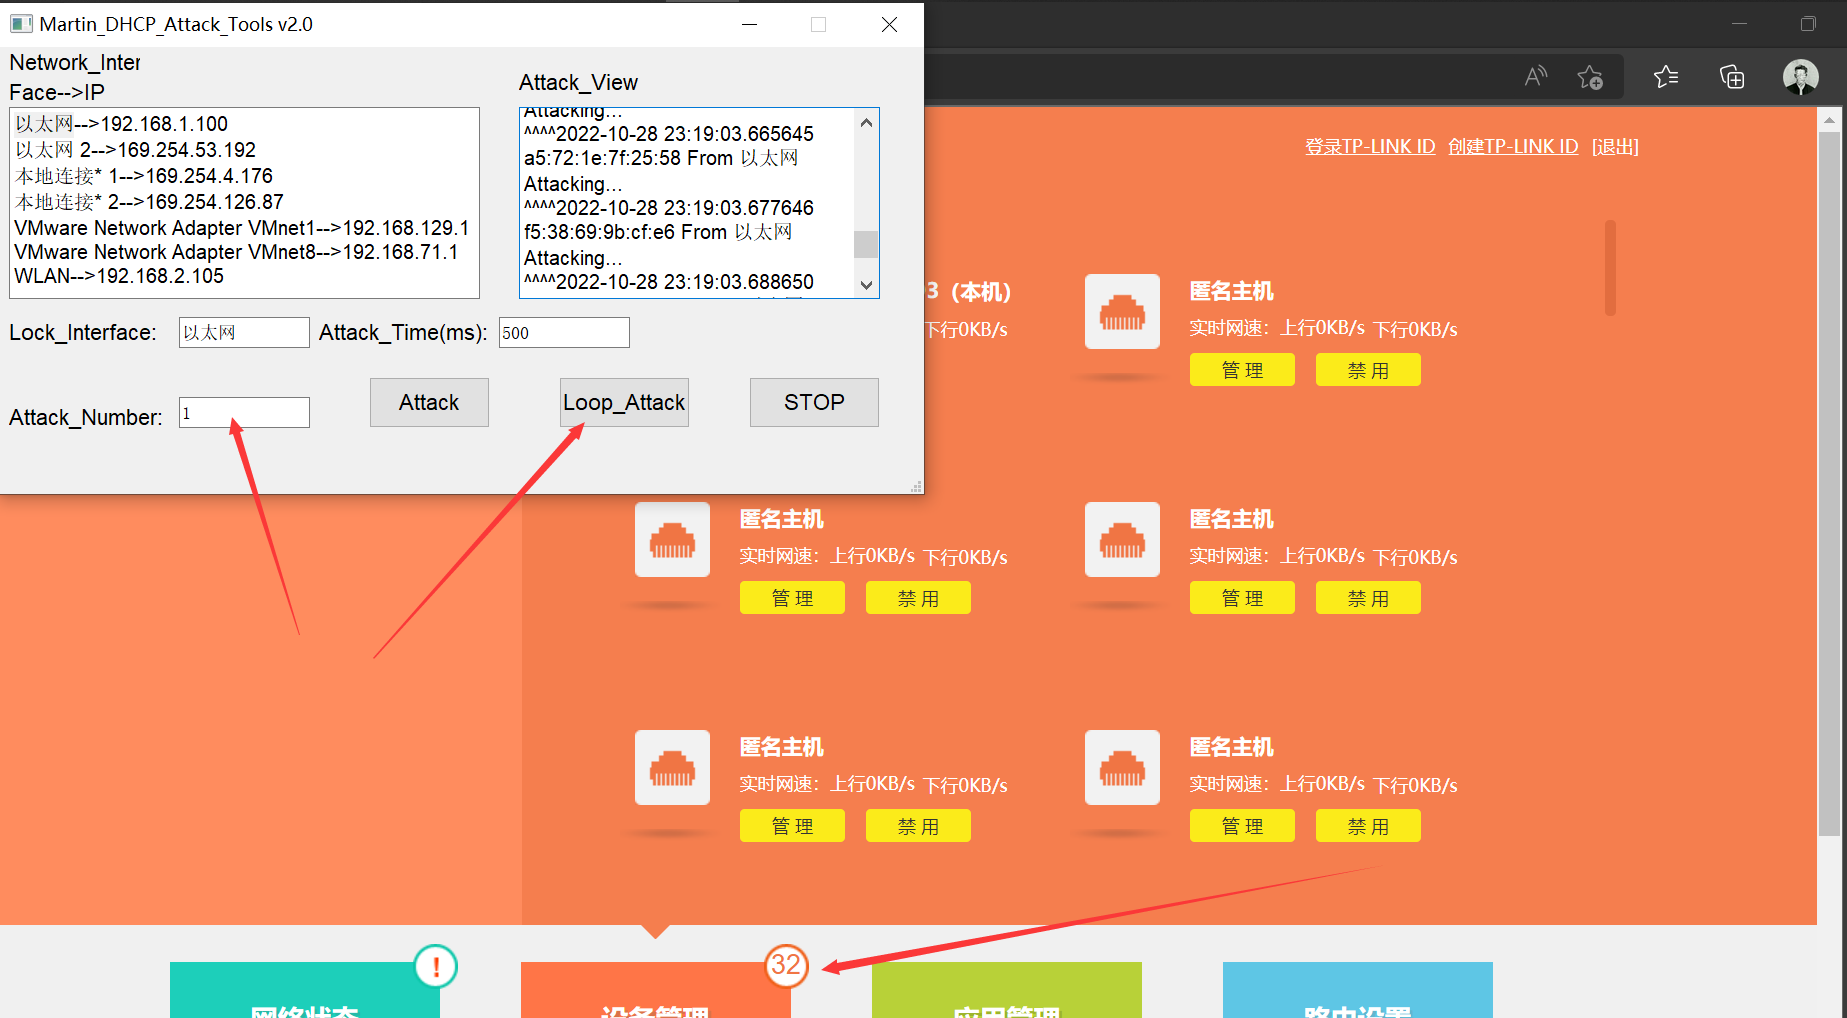 Martin_DHCP_Attack_Tools v2.0
Network_Inter
Face-->IP
以太网-->192.168.1.100
以太网 2-->169.254.53.192
本地连接* 1-->169.254.4.176
本地连接* 2-->169.254.126.87
VMware Network Adapter VMnet1-->192.168.129.1
VMware Network Adapter VMnet8-->192.168.71.1
WLAN-->192.168.2.105
Attack_View
Attacking...
^^^^2022-10-28 23:19:03.665645
a5:72:1e:7f:25:58 From 以太网
Attacking...
^^^^2022-10-28 23:19:03.677646
f5:38:69:9b:cf:e6 From 以太网
Attacking...
^^^^2022-10-28 23:19:03.688650
Lock_Interface: 以太网 Attack_Time(ms): 500
Attack_Number: 1
Attack
Loop_Attack
STOP
登录TP-LINK ID 创建TP-LINK ID [退出]
3（本机）
下行0KB/s
匿名主机
实时网速：上行0KB/s 下行0KB/s
管 理 禁 用
匿名主机
实时网速：上行0KB/s 下行0KB/s
管 理 禁 用
匿名主机
实时网速：上行0KB/s 下行0KB/s
管 理 禁 用
匿名主机
实时网速：上行0KB/s 下行0KB/s
管 理 禁 用
匿名主机
实时网速：上行0KB/s 下行0KB/s
管 理 禁 用
!
32
网络状态
设备管理
应用管理
路由设置